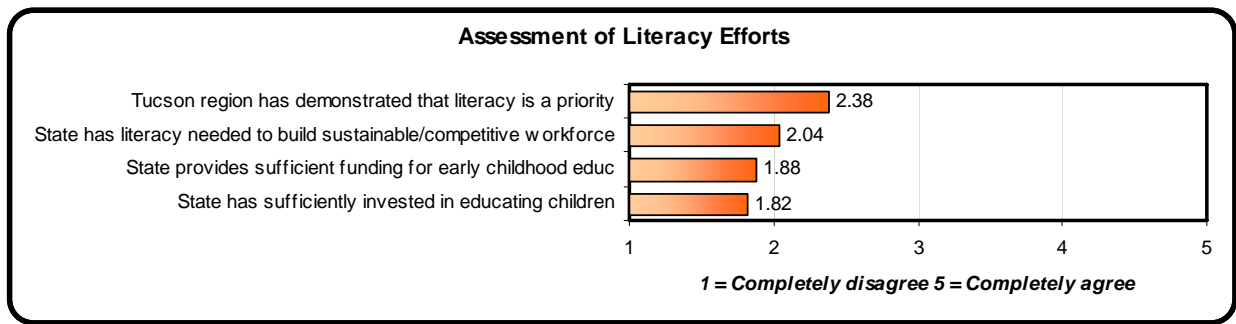 Assessment of Literacy Efforts
Tucson region has demonstrated that literacy is a priority
2.38
State has literacy needed to build sustainable/competitive workforce
2.04
State provides sufficient funding for early childhood educ
1.88
State has sufficiently invested in educating children
1.82
1 2 3 4 5
1 = Completely disagree 5 = Completely agree